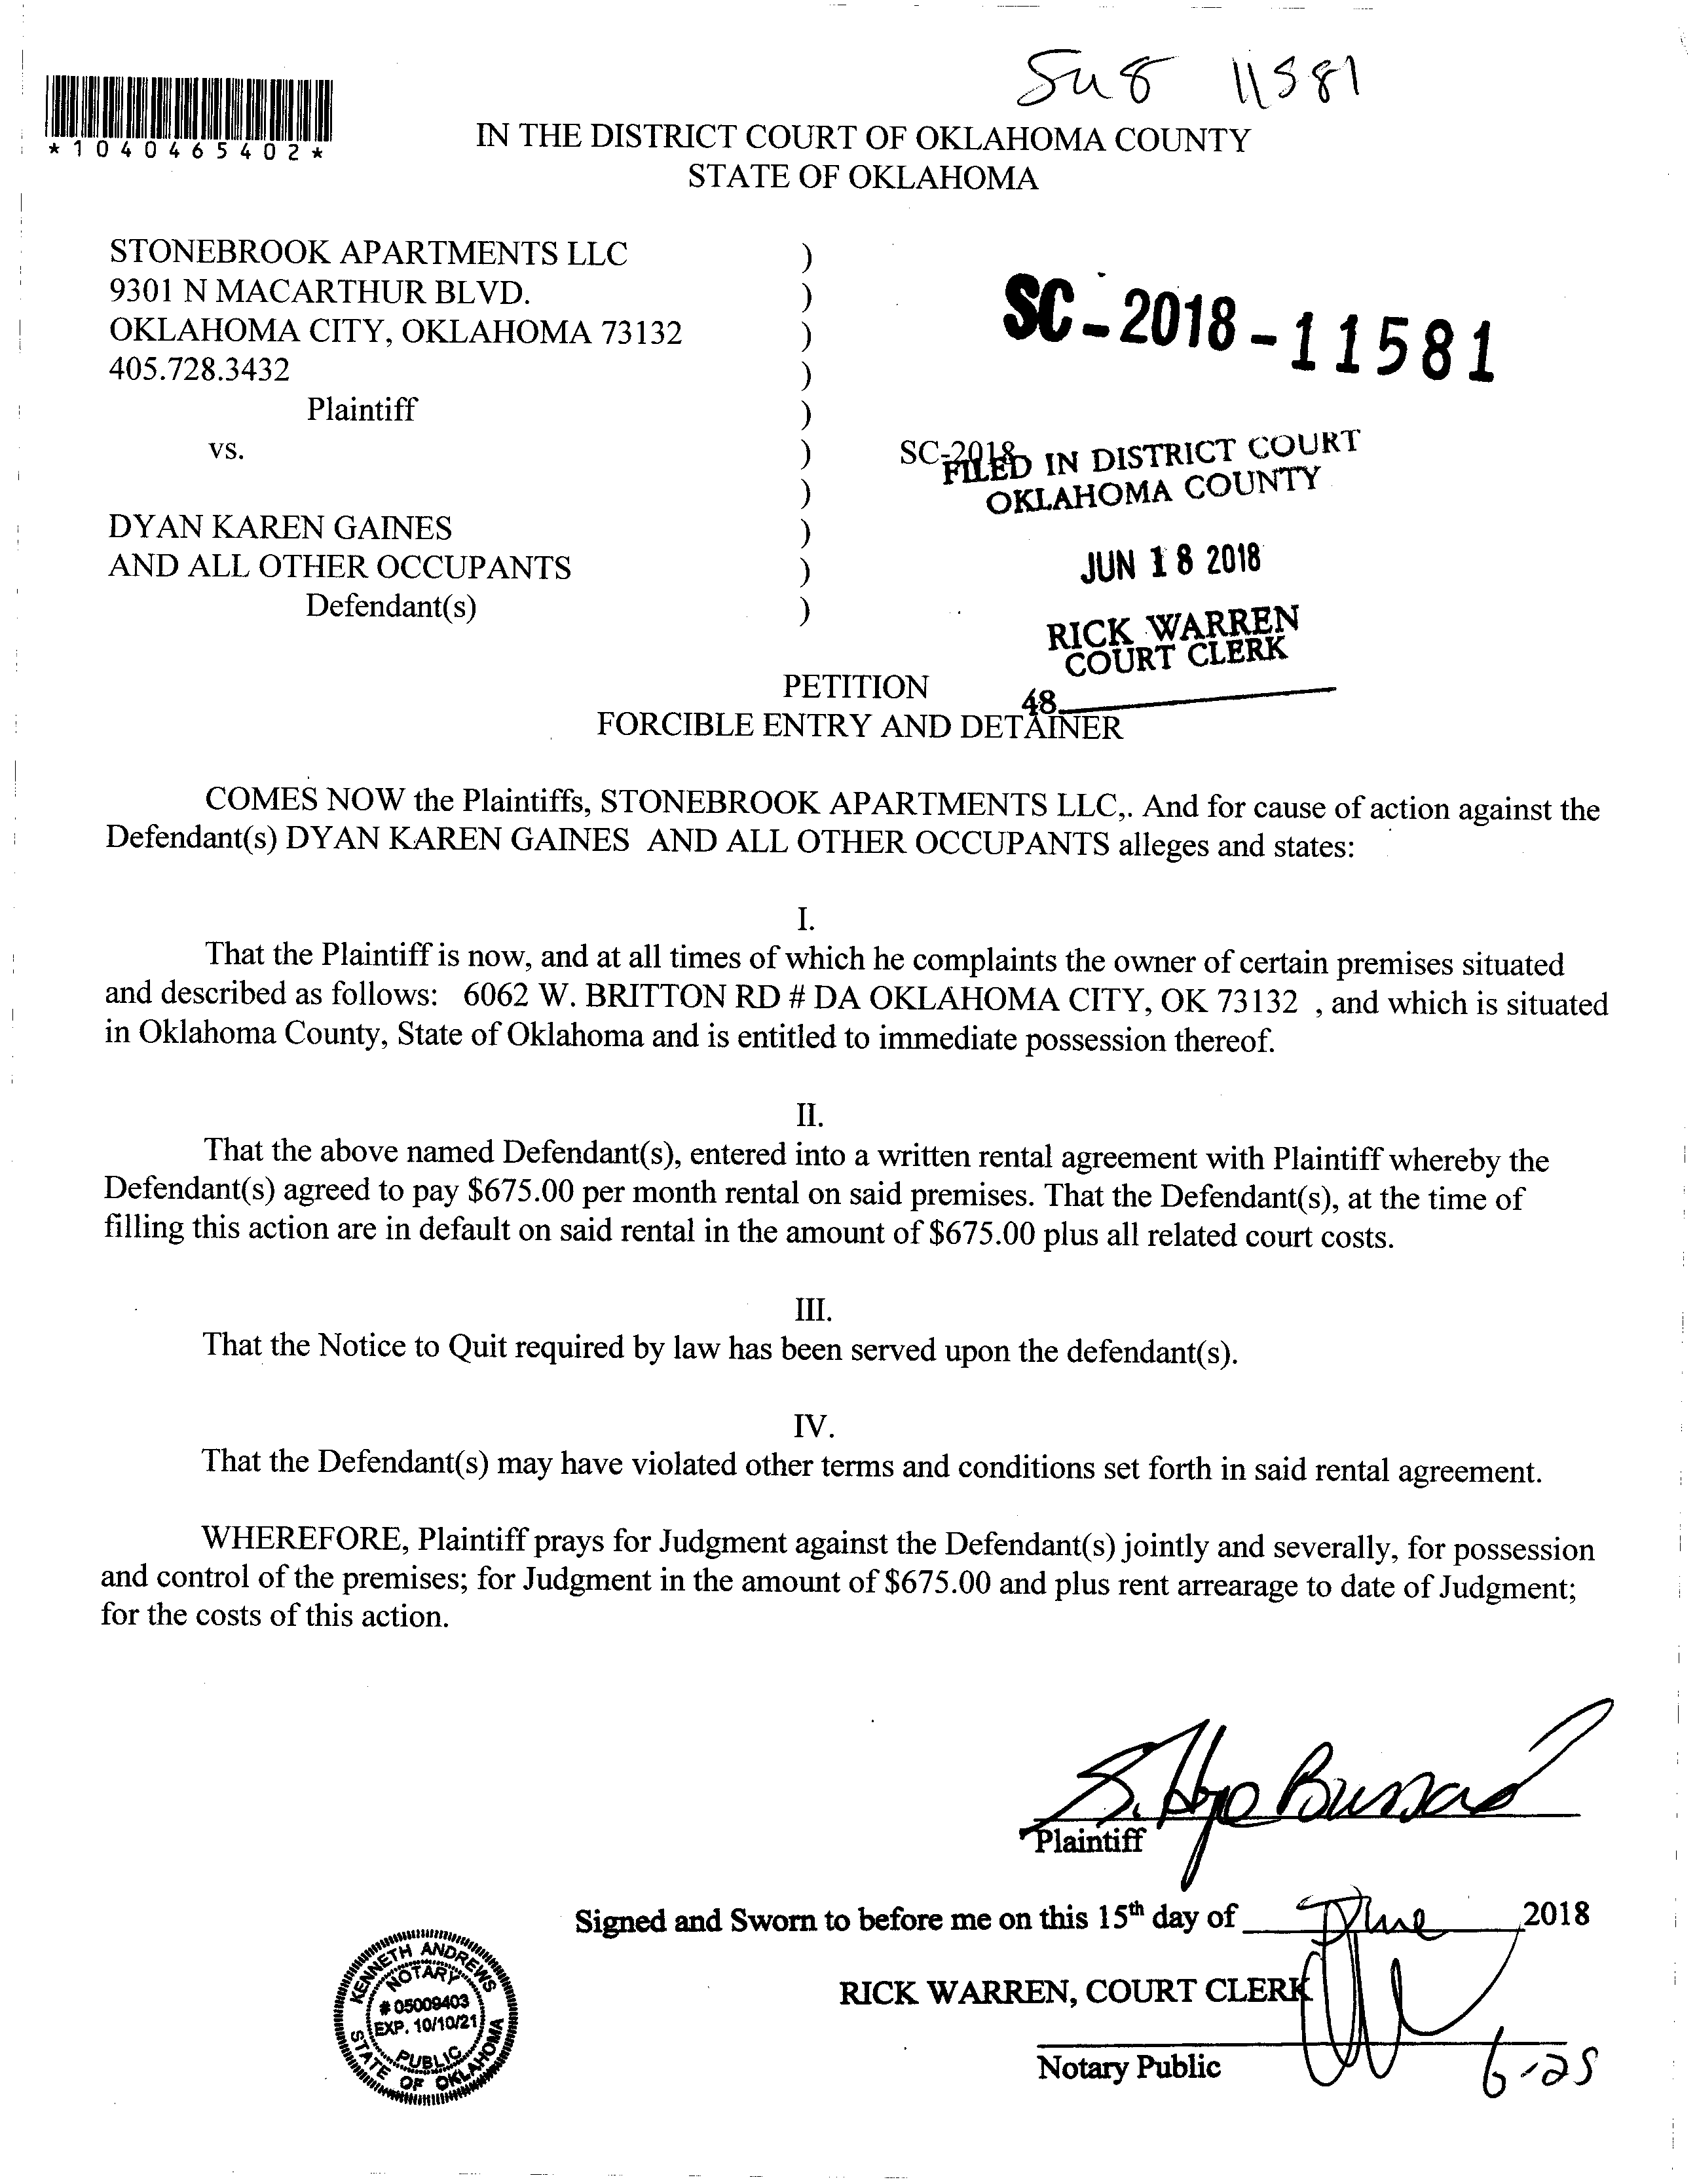 11581
*1040465402*
IN THE DISTRICT COURT OF OKLAHOMA COUNTY
STATE OF OKLAHOMA
STONEBROOK APARTMENTS LLC )
9301 N MACARTHUR BLVD. )
OKLAHOMA CITY, OKLAHOMA 73132 )
405.728.3432 )
Plaintiff )
vs. )
)
DYAN KAREN GAINES )
AND ALL OTHER OCCUPANTS )
Defendant(s) )
SC-2018-11581
SC-2018
FILED IN DISTRICT COURT
OKLAHOMA COUNTY
JUN 18 2018
RICK WARREN
COURT CLERK
48
PETITION
FORCIBLE ENTRY AND DETAINER
COMES NOW the Plaintiffs, STONEBROOK APARTMENTS LLC,. And for cause of action against the
Defendant(s) DYAN KAREN GAINES AND ALL OTHER OCCUPANTS alleges and states:
I.
That the Plaintiff is now, and at all times of which he complaints the owner of certain premises situated
and described as follows: 6062 W. BRITTON RD # DA OKLAHOMA CITY, OK 73132 , and which is situated
in Oklahoma County, State of Oklahoma and is entitled to immediate possession thereof.
II.
That the above named Defendant(s), entered into a written rental agreement with Plaintiff whereby the
Defendant(s) agreed to pay $675.00 per month rental on said premises. That the Defendant(s), at the time of
filling this action are in default on said rental in the amount of $675.00 plus all related court costs.
III.
That the Notice to Quit required by law has been served upon the defendant(s).
IV.
That the Defendant(s) may have violated other terms and conditions set forth in said rental agreement.
WHEREFORE, Plaintiff prays for Judgment against the Defendant(s) jointly and severally, for possession
and control of the premises; for Judgment in the amount of $675.00 and plus rent arrearage to date of Judgment;
for the costs of this action.
Plaintiff
Signed and Sworn to before me on this 15th day of June 2018
RICK WARREN, COURT CLERK
Notary Public
6-25
KENNETH ANDREWS
NOTARY
# 05009403
EXP. 10/10/21
PUBLIC
STATE OF OKLAHOMA